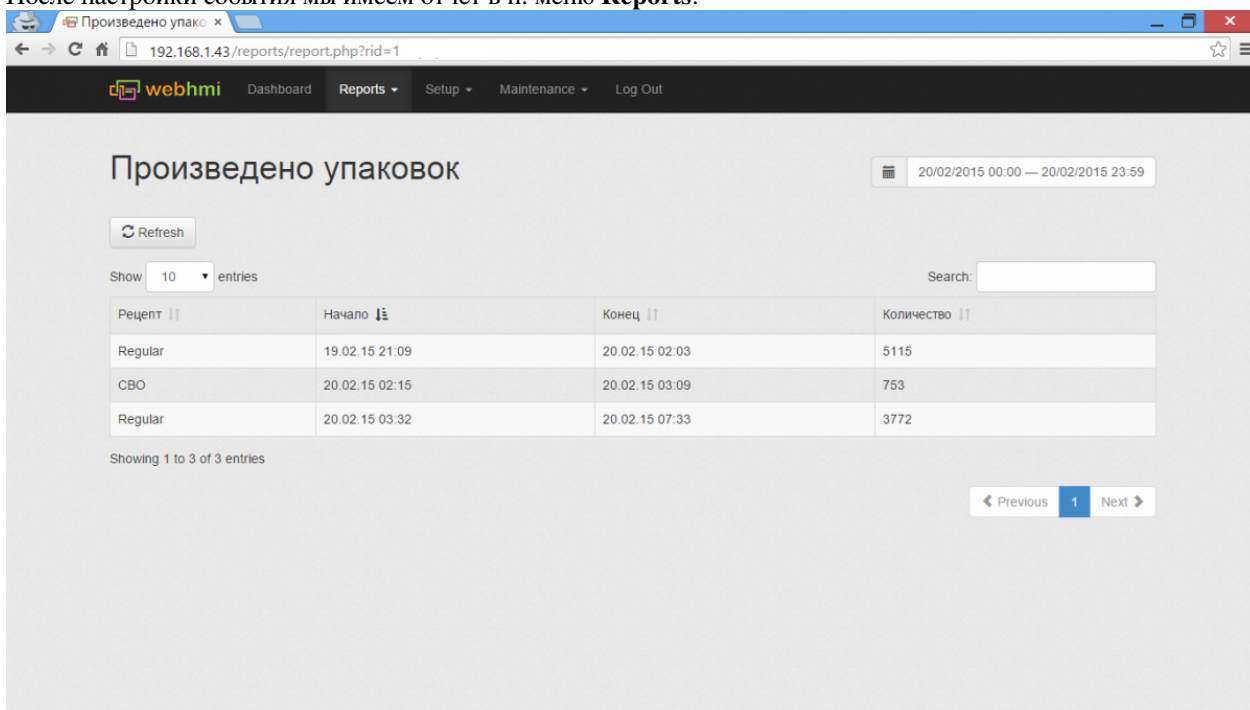 После настройки события мы имеем отчет в п. меню Reports:
Произведено упако ×
192.168.1.43/reports/report.php?rid=1
webhmi Dashboard Reports Setup Maintenance Log Out
Произведено упаковок
20/02/2015 00:00 — 20/02/2015 23:59
Refresh
Show 10 entries Search:
Рецепт Начало Конец Количество
Regular 19.02.15 21:09 20.02.15 02:03 5115
СВО 20.02.15 02:15 20.02.15 03:09 753
Regular 20.02.15 03:32 20.02.15 07:33 3772
Showing 1 to 3 of 3 entries
Previous 1 Next